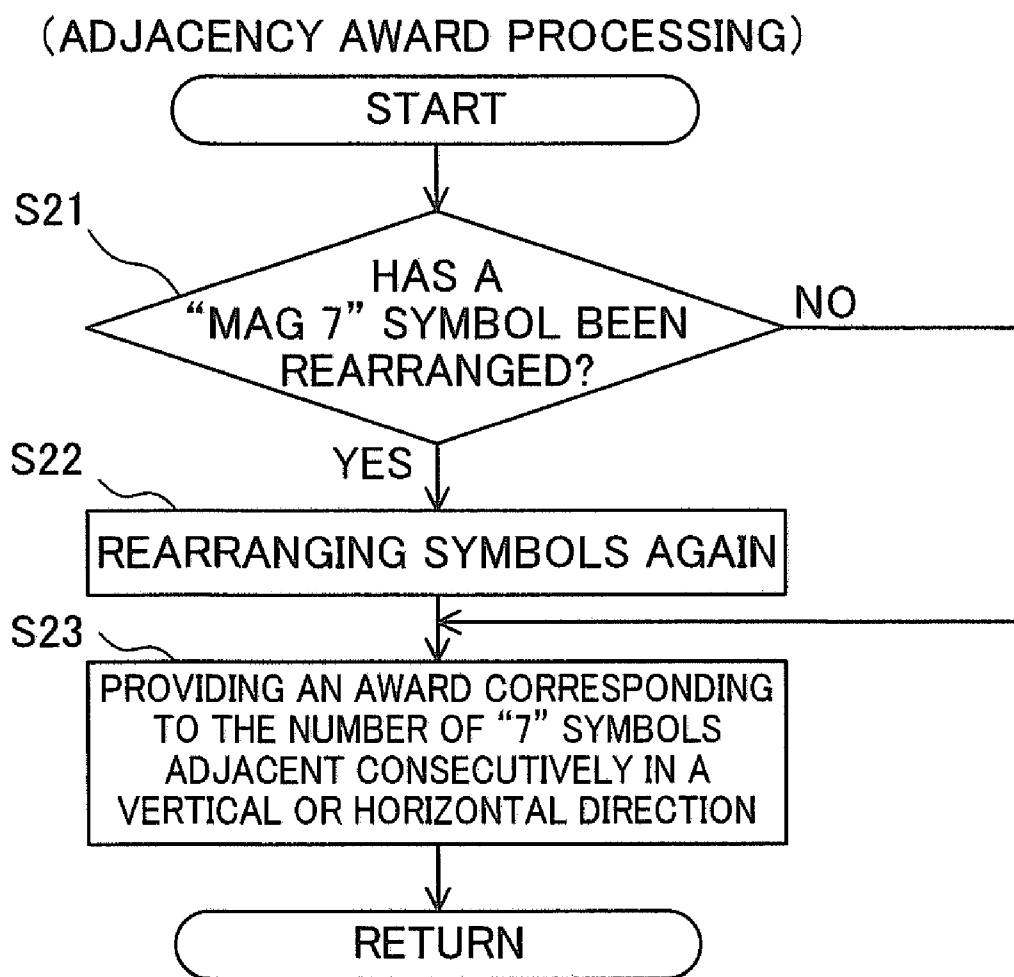 (ADJACENCY AWARD PROCESSING)
START
S21
HAS A
“MAG 7” SYMBOL BEEN
REARRANGED?
NO
YES
S22
REARRANGING SYMBOLS AGAIN
S23
PROVIDING AN AWARD CORRESPONDING
TO THE NUMBER OF “7” SYMBOLS
ADJACENT CONSECUTIVELY IN A
VERTICAL OR HORIZONTAL DIRECTION
RETURN